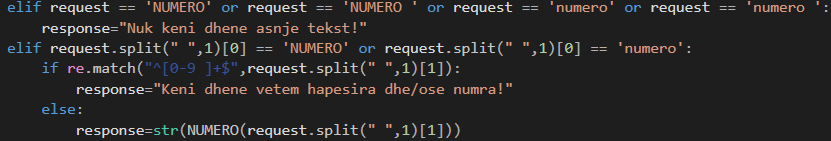 elif request == 'NUMERO' or request == 'NUMERO ' or request == 'numero' or request == 'numero ':
    response="Nuk keni dhene asnje tekst!"
elif request.split(" ",1)[0] == 'NUMERO' or request.split(" ",1)[0] == 'numero':
    if re.match("^[0-9 ]+$",request.split(" ",1)[1]):
        response="Keni dhene vetem hapesira dhe/ose numra!"
    else:
        response=str(NUMERO(request.split(" ",1)[1]))